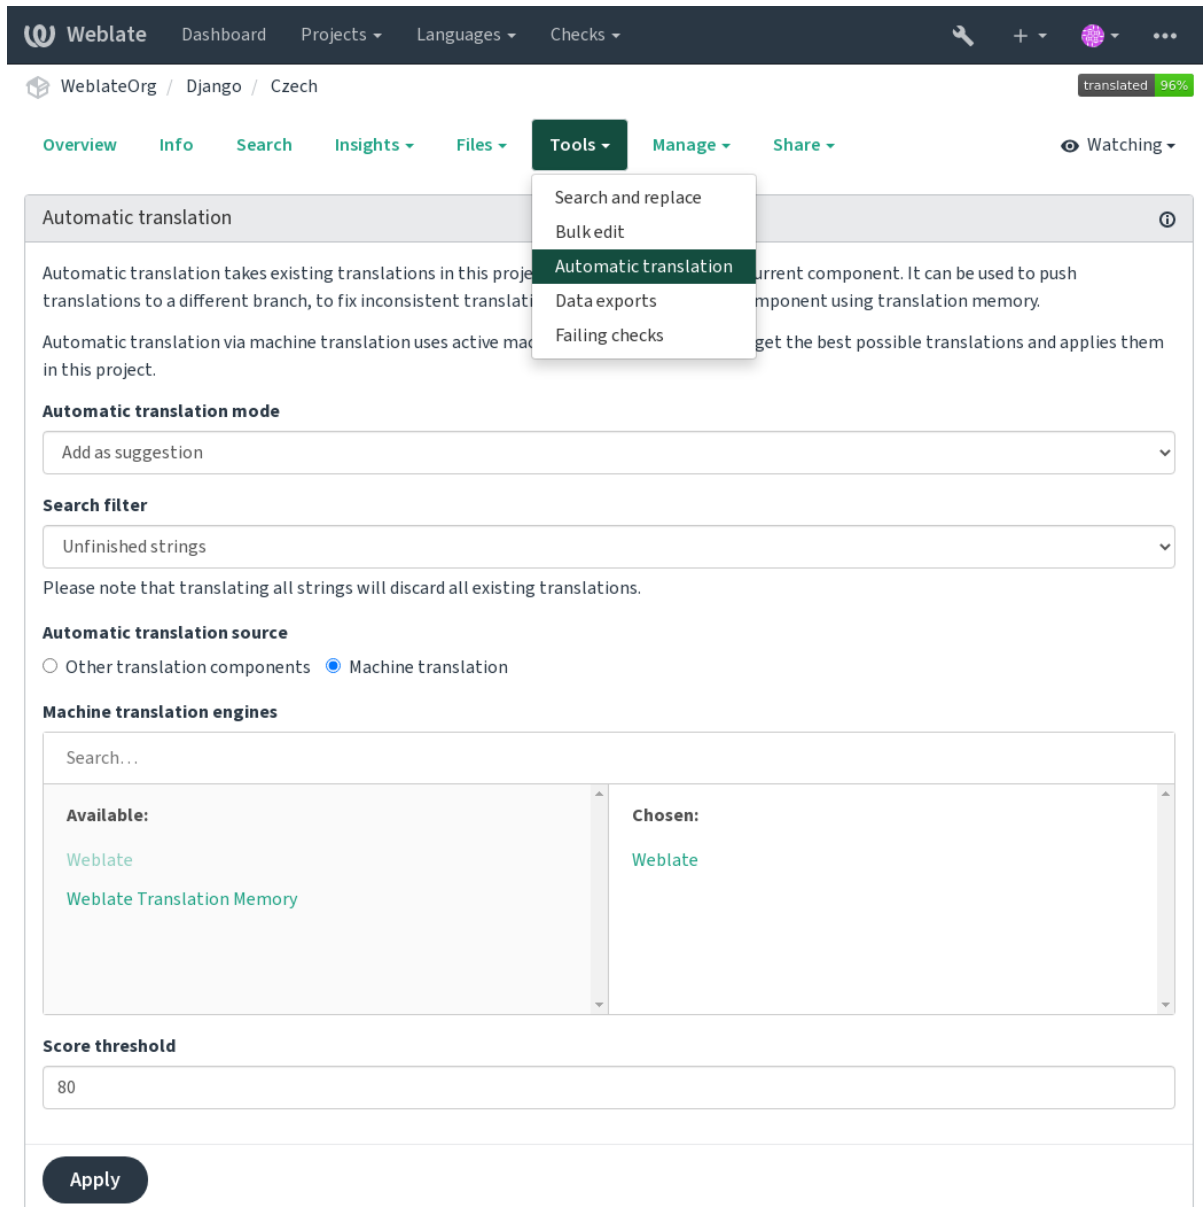 Weblate Dashboard Projects Languages Checks
WeblateOrg / Django / Czech translated 96%
Overview Info Search Insights Files Tools Manage Share Watching
Search and replace
Bulk edit
Automatic translation
Data exports
Failing checks
Automatic translation
Automatic translation takes existing translations in this proje urrent component. It can be used to push
translations to a different branch, to fix inconsistent translati mponent using translation memory.
Automatic translation via machine translation uses active mac get the best possible translations and applies them
in this project.
Automatic translation mode
Add as suggestion
Search filter
Unfinished strings
Please note that translating all strings will discard all existing translations.
Automatic translation source
Other translation components Machine translation
Machine translation engines
Search...
Available: Chosen:
Weblate Weblate
Weblate Translation Memory
Score threshold
80
Apply